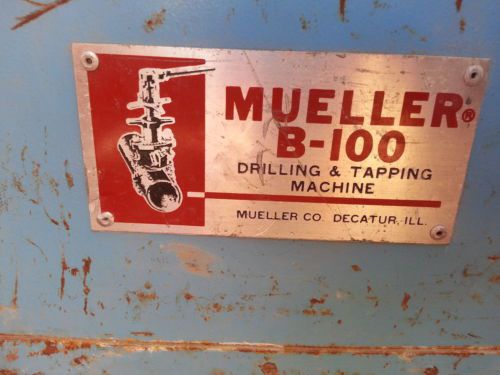 MUELLER®
B-100
DRILLING & TAPPING
MACHINE
MUELLER CO. DECATUR, ILL.